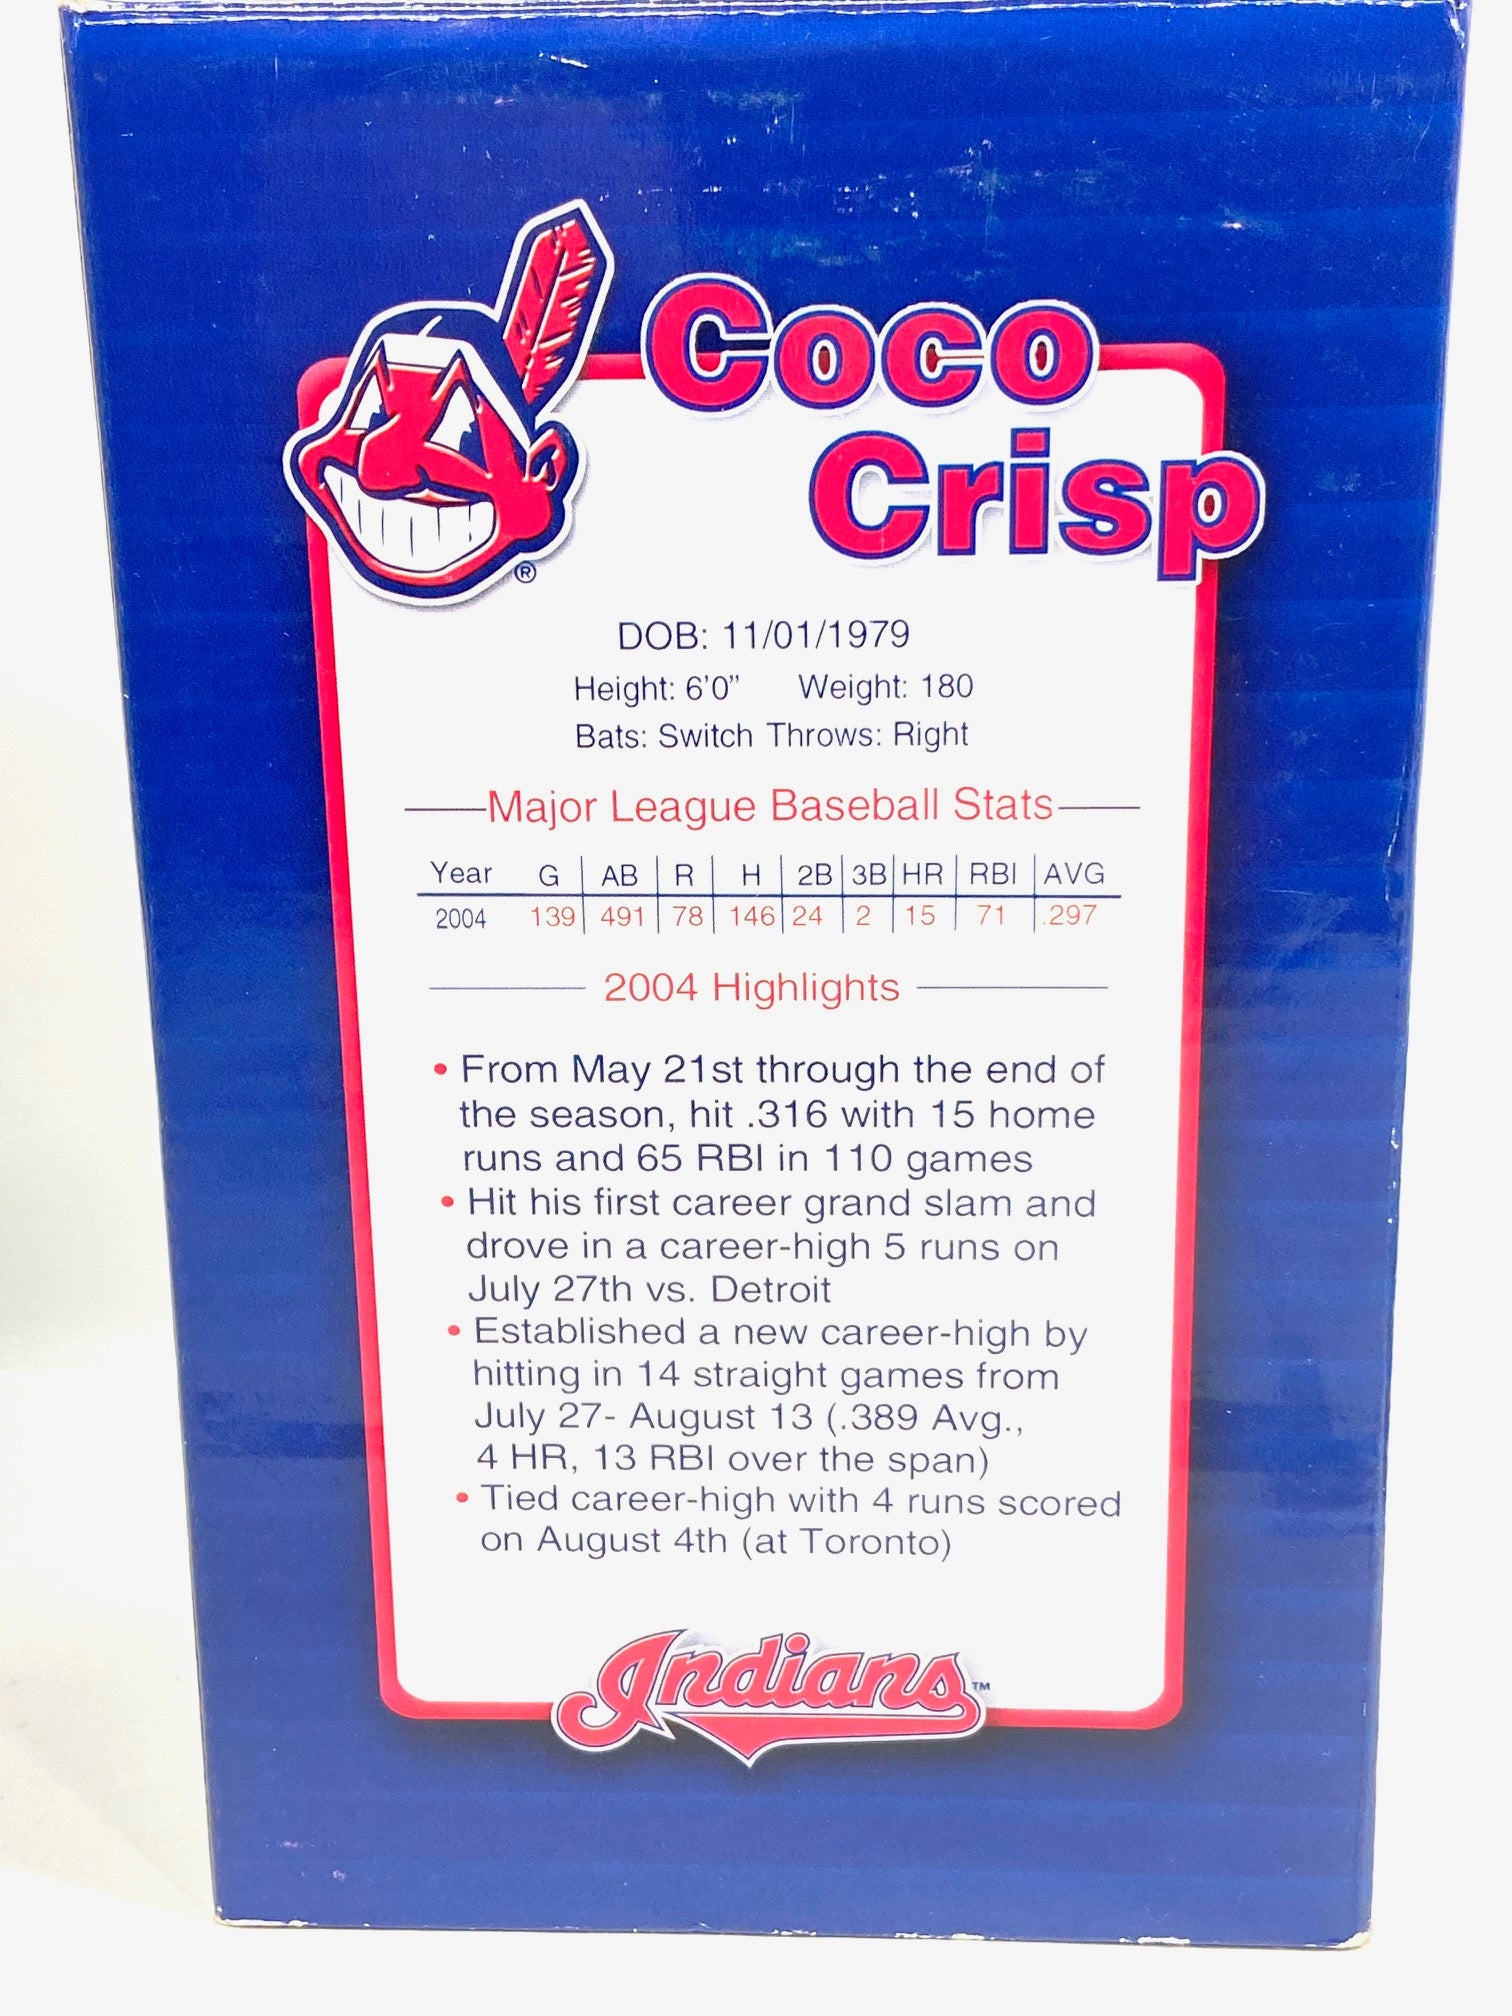 Coco
Crisp
®
DOB: 11/01/1979
Height: 6'0" Weight: 180
Bats: Switch Throws: Right
Major League Baseball Stats
Year G AB R H 2B 3B HR RBI AVG
2004 139 491 78 146 24 2 15 71 .297
2004 Highlights
• From May 21st through the end of
the season, hit .316 with 15 home
runs and 65 RBI in 110 games
• Hit his first career grand slam and
drove in a career-high 5 runs on
July 27th vs. Detroit
• Established a new career-high by
hitting in 14 straight games from
July 27- August 13 (.389 Avg.,
4 HR, 13 RBI over the span)
• Tied career-high with 4 runs scored
on August 4th (at Toronto)
Indians™